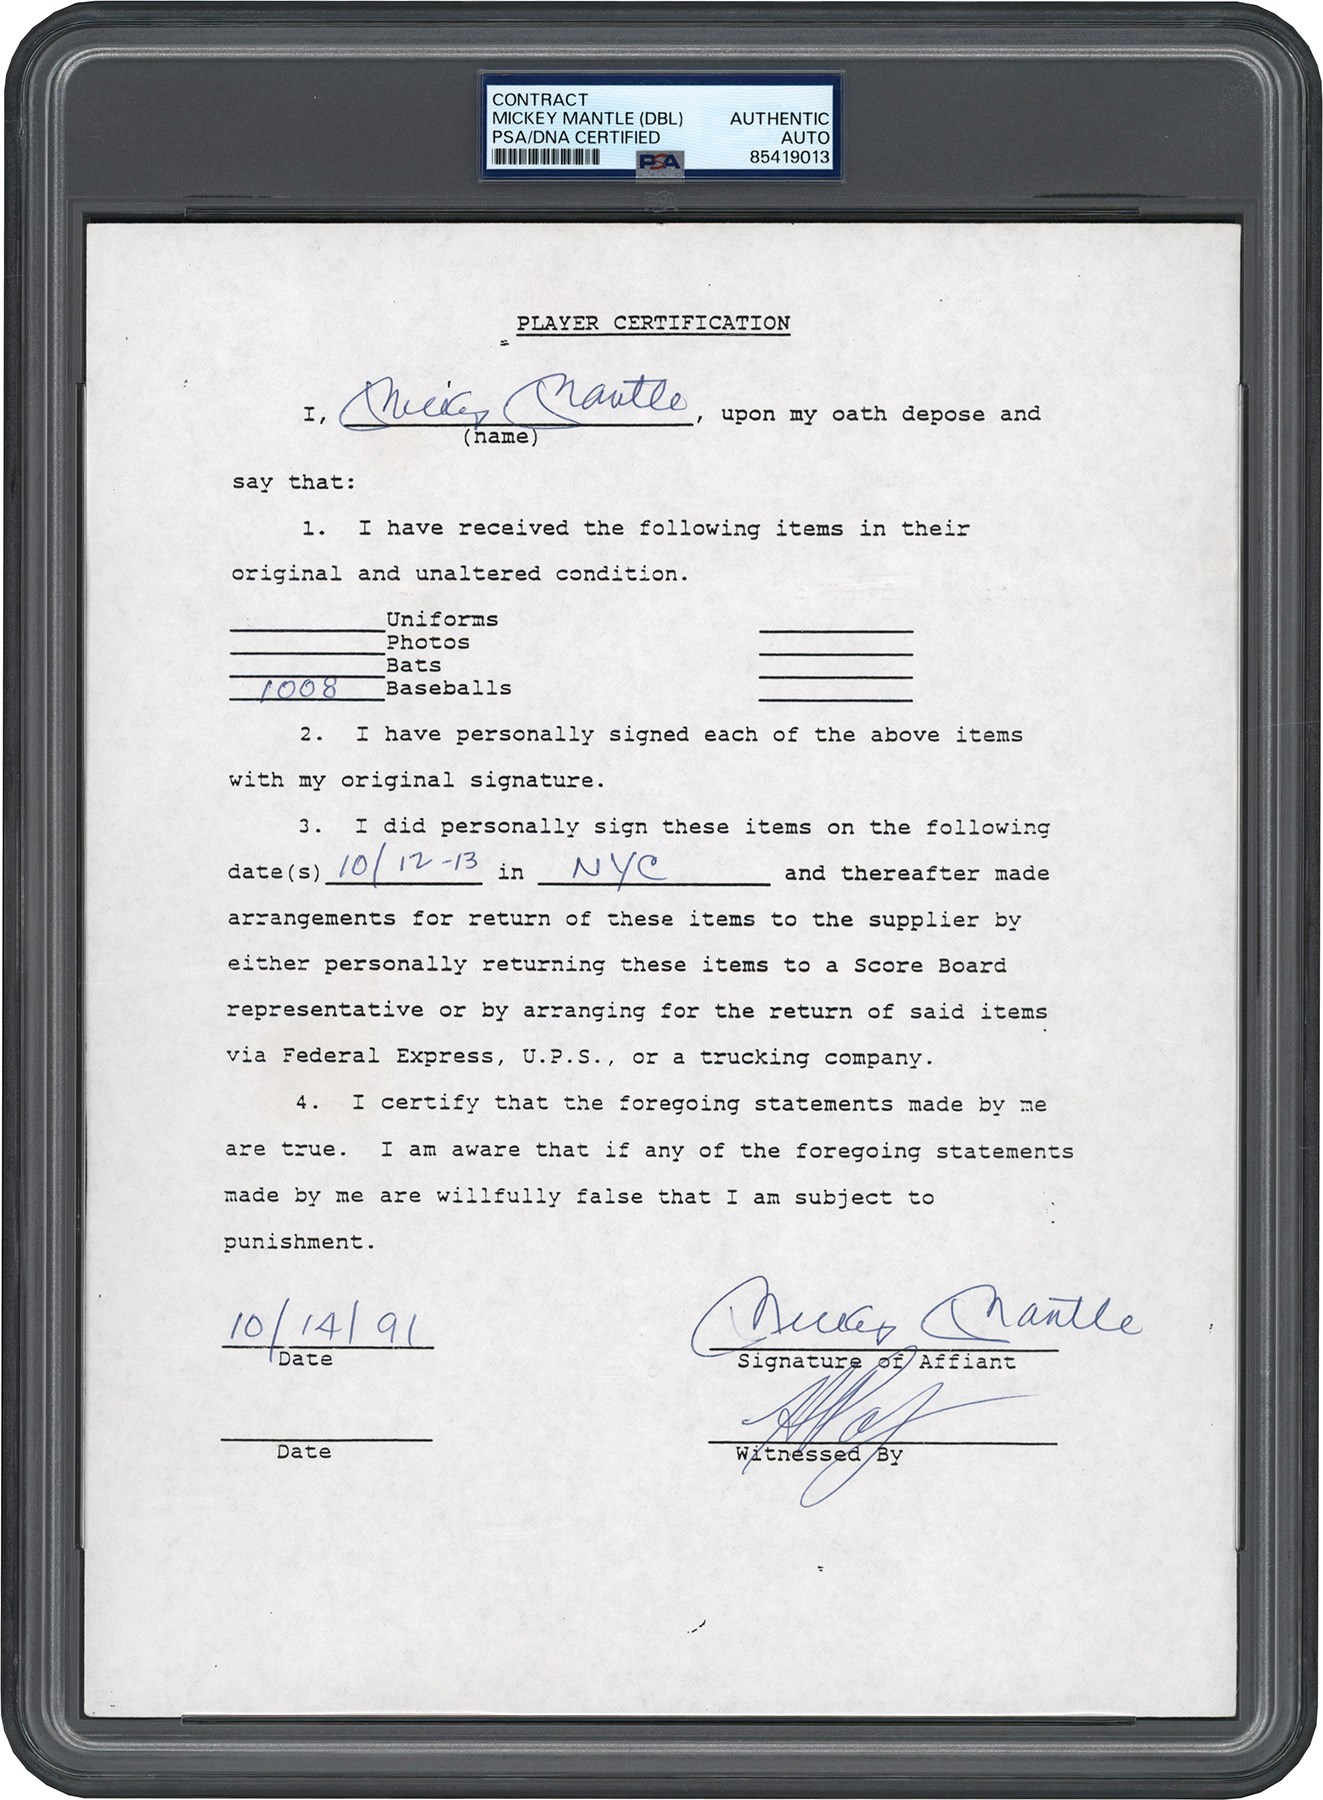 CONTRACT
MICKEY MANTLE (DBL) AUTHENTIC
PSA/DNA CERTIFIED AUTO
PSA 85419013
PLAYER CERTIFICATION
I, Mickey Mantle, upon my oath depose and
(name)
say that:
1. I have received the following items in their
original and unaltered condition.
Uniforms
Photos
Bats
1008 Baseballs
2. I have personally signed each of the above items
with my original signature.
3. I did personally sign these items on the following
date(s) 10/12-13 in NYC and thereafter made
arrangements for return of these items to the supplier by
either personally returning these items to a Score Board
representative or by arranging for the return of said items
via Federal Express, U.P.S., or a trucking company.
4. I certify that the foregoing statements made by me
are true. I am aware that if any of the foregoing statements
made by me are willfully false that I am subject to
punishment.
10/14/91 Mickey Mantle
Date Signature of Affiant
Date Witnessed By